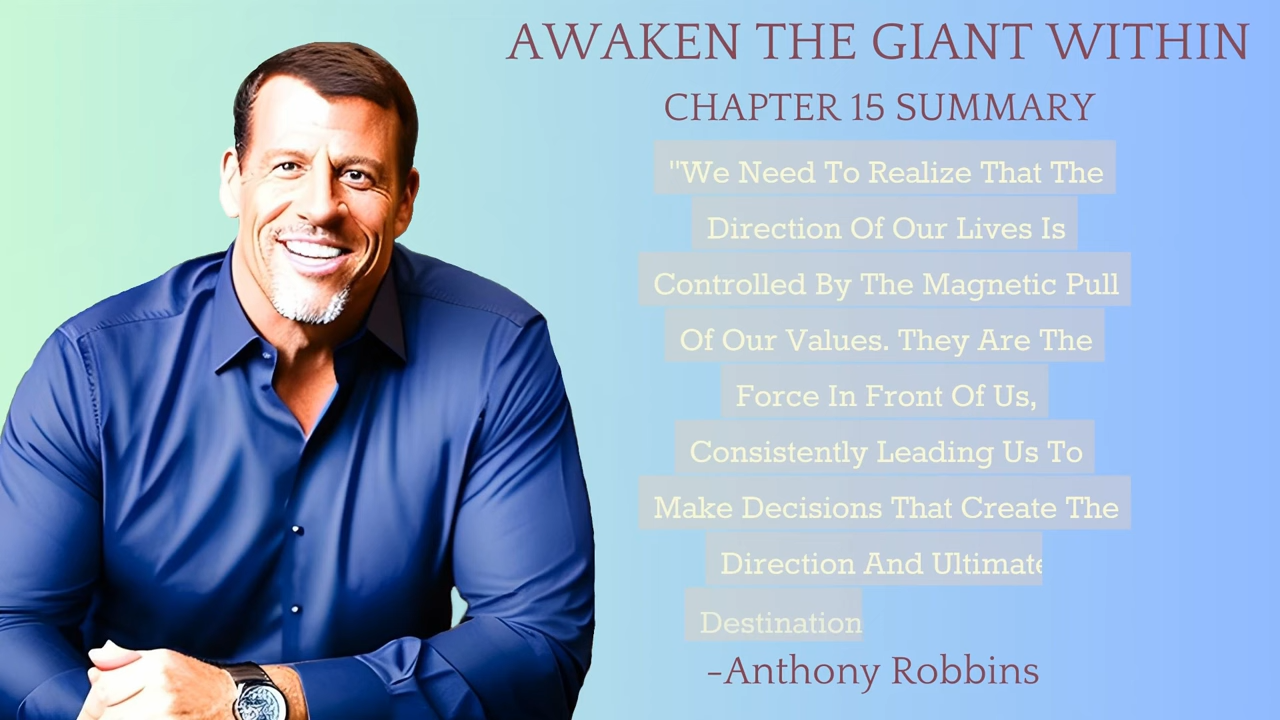 AWAKEN THE GIANT WITHIN
CHAPTER 15 SUMMARY
"We Need To Realize That The
Direction Of Our Lives Is
Controlled By The Magnetic Pull
Of Our Values. They Are The
Force In Front Of Us,
Consistently Leading Us To
Make Decisions That Create The
Direction And Ultimate
Destination
-Anthony Robbins